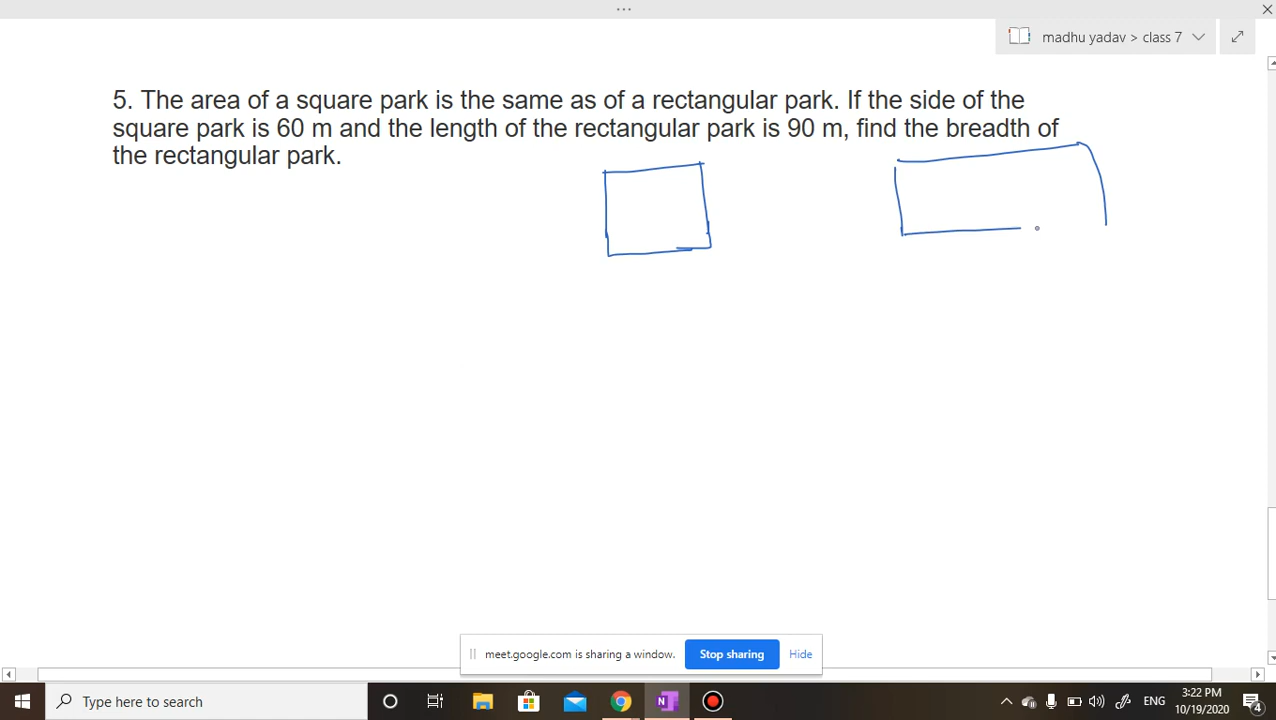 madhu yadav > class 7
5. The area of a square park is the same as of a rectangular park. If the side of the
square park is 60 m and the length of the rectangular park is 90 m, find the breadth of
the rectangular park.
meet.google.com is sharing a window.
Stop sharing
Hide
Type here to search
N
ENG
3:22 PM
10/19/2020
4